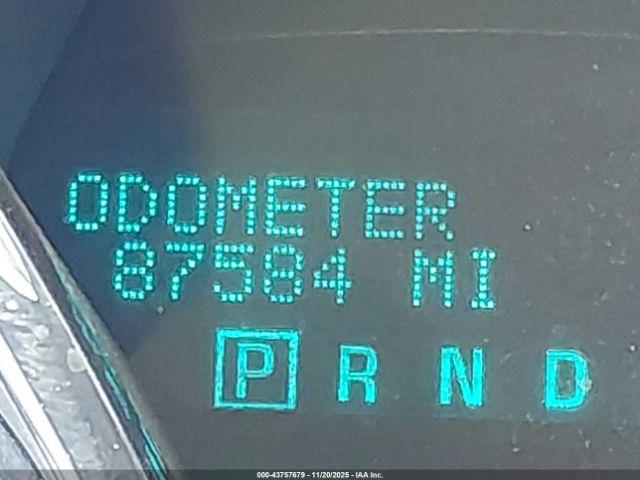 ODOMETER
87584 MI
P R N D
000-43757679 - 11/20/2025 - IAA Inc.